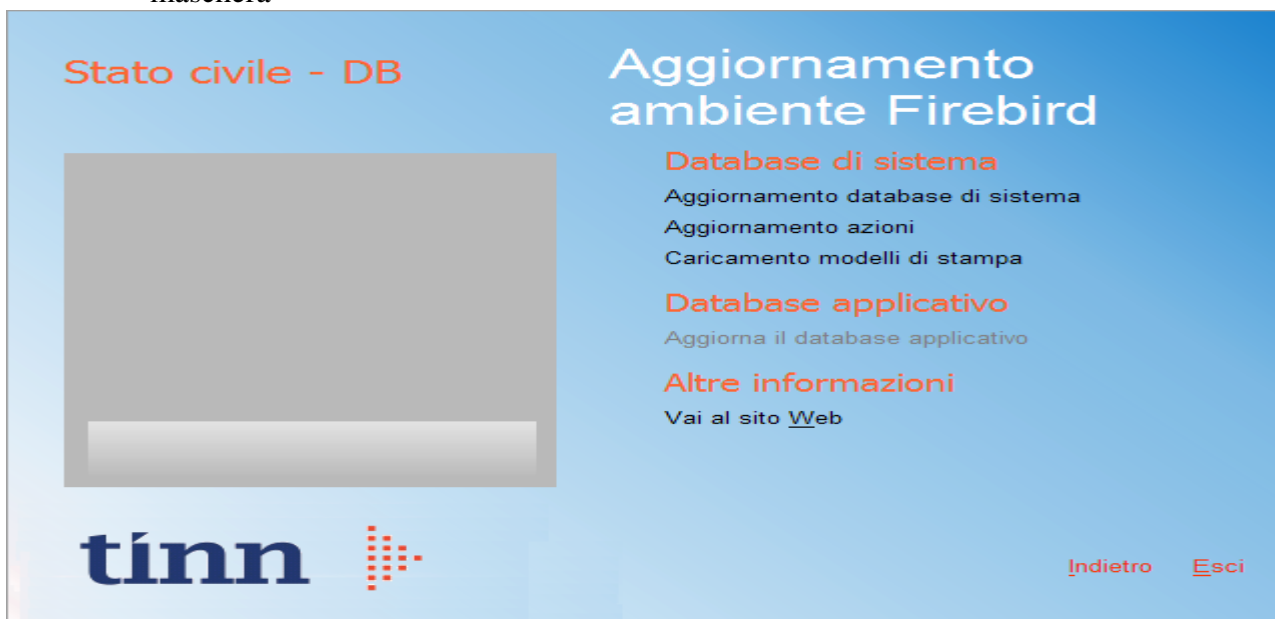 maschera
Stato civile - DB
Aggiornamento
ambiente Firebird
Database di sistema
Aggiornamento database di sistema
Aggiornamento azioni
Caricamento modelli di stampa
Database applicativo
Aggiorna il database applicativo
Altre informazioni
Vai al sito Web
tinn
Indietro Esci